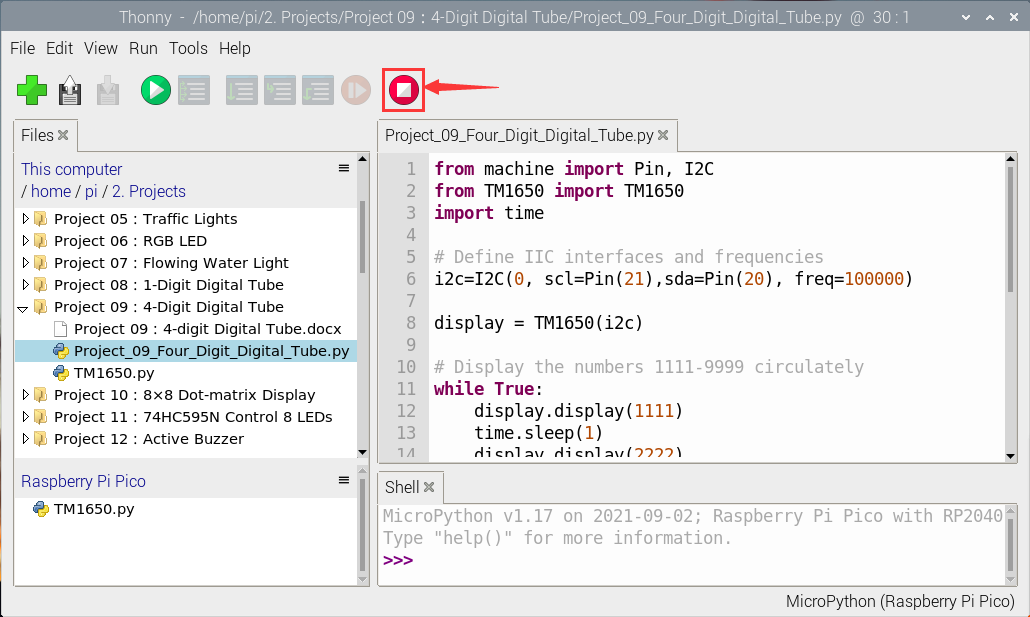 Thonny - /home/pi/2. Projects/Project 09 : 4-Digit Digital Tube/Project_09_Four_Digit_Digital_Tube.py @ 30 : 1
File Edit View Run Tools Help
Files
This computer
/ home / pi / 2. Projects
Project 05 : Traffic Lights
Project 06 : RGB LED
Project 07 : Flowing Water Light
Project 08 : 1-Digit Digital Tube
Project 09 : 4-Digit Digital Tube
Project 09 : 4-digit Digital Tube.docx
Project_09_Four_Digit_Digital_Tube.py
TM1650.py
Project 10 : 8×8 Dot-matrix Display
Project 11 : 74HC595N Control 8 LEDs
Project 12 : Active Buzzer
Raspberry Pi Pico
TM1650.py
Project_09_Four_Digit_Digital_Tube.py
1 from machine import Pin, I2C
2 from TM1650 import TM1650
3 import time
4
5 # Define IIC interfaces and frequencies
6 i2c=I2C(0, scl=Pin(21),sda=Pin(20), freq=100000)
7
8 display = TM1650(i2c)
9
10 # Display the numbers 1111-9999 circulately
11 while True:
12 display.display(1111)
13 time.sleep(1)
14 display.display(2222)
Shell
MicroPython v1.17 on 2021-09-02; Raspberry Pi Pico with RP2040
Type "help()" for more information.
>>>
MicroPython (Raspberry Pi Pico)